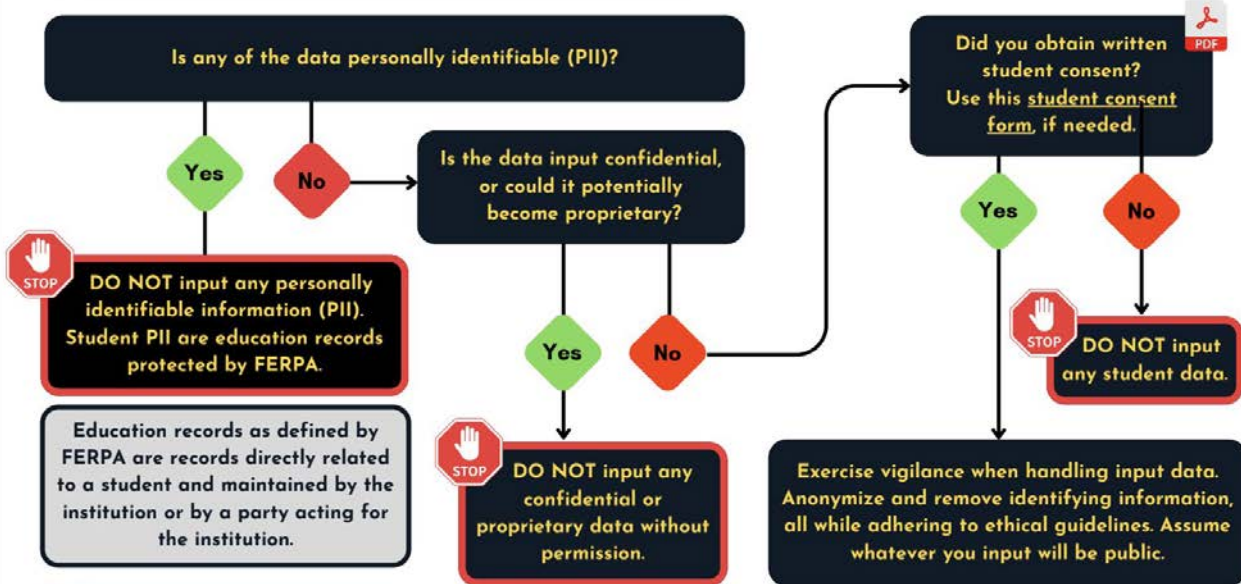 Is any of the data personally identifiable (PII)?
Yes
No
STOP
DO NOT input any personally
identifiable information (PII).
Student PII are education records
protected by FERPA.
Education records as defined by
FERPA are records directly related
to a student and maintained by the
institution or by a party acting for
the institution.
Is the data input confidential,
or could it potentially
become proprietary?
Yes
No
STOP
DO NOT input any
confidential or
proprietary data without
permission.
PDF
Did you obtain written
student consent?
Use this student consent
form, if needed.
Yes
No
STOP
DO NOT input
any student data.
Exercise vigilance when handling input data.
Anonymize and remove identifying information,
all while adhering to ethical guidelines. Assume
whatever you input will be public.